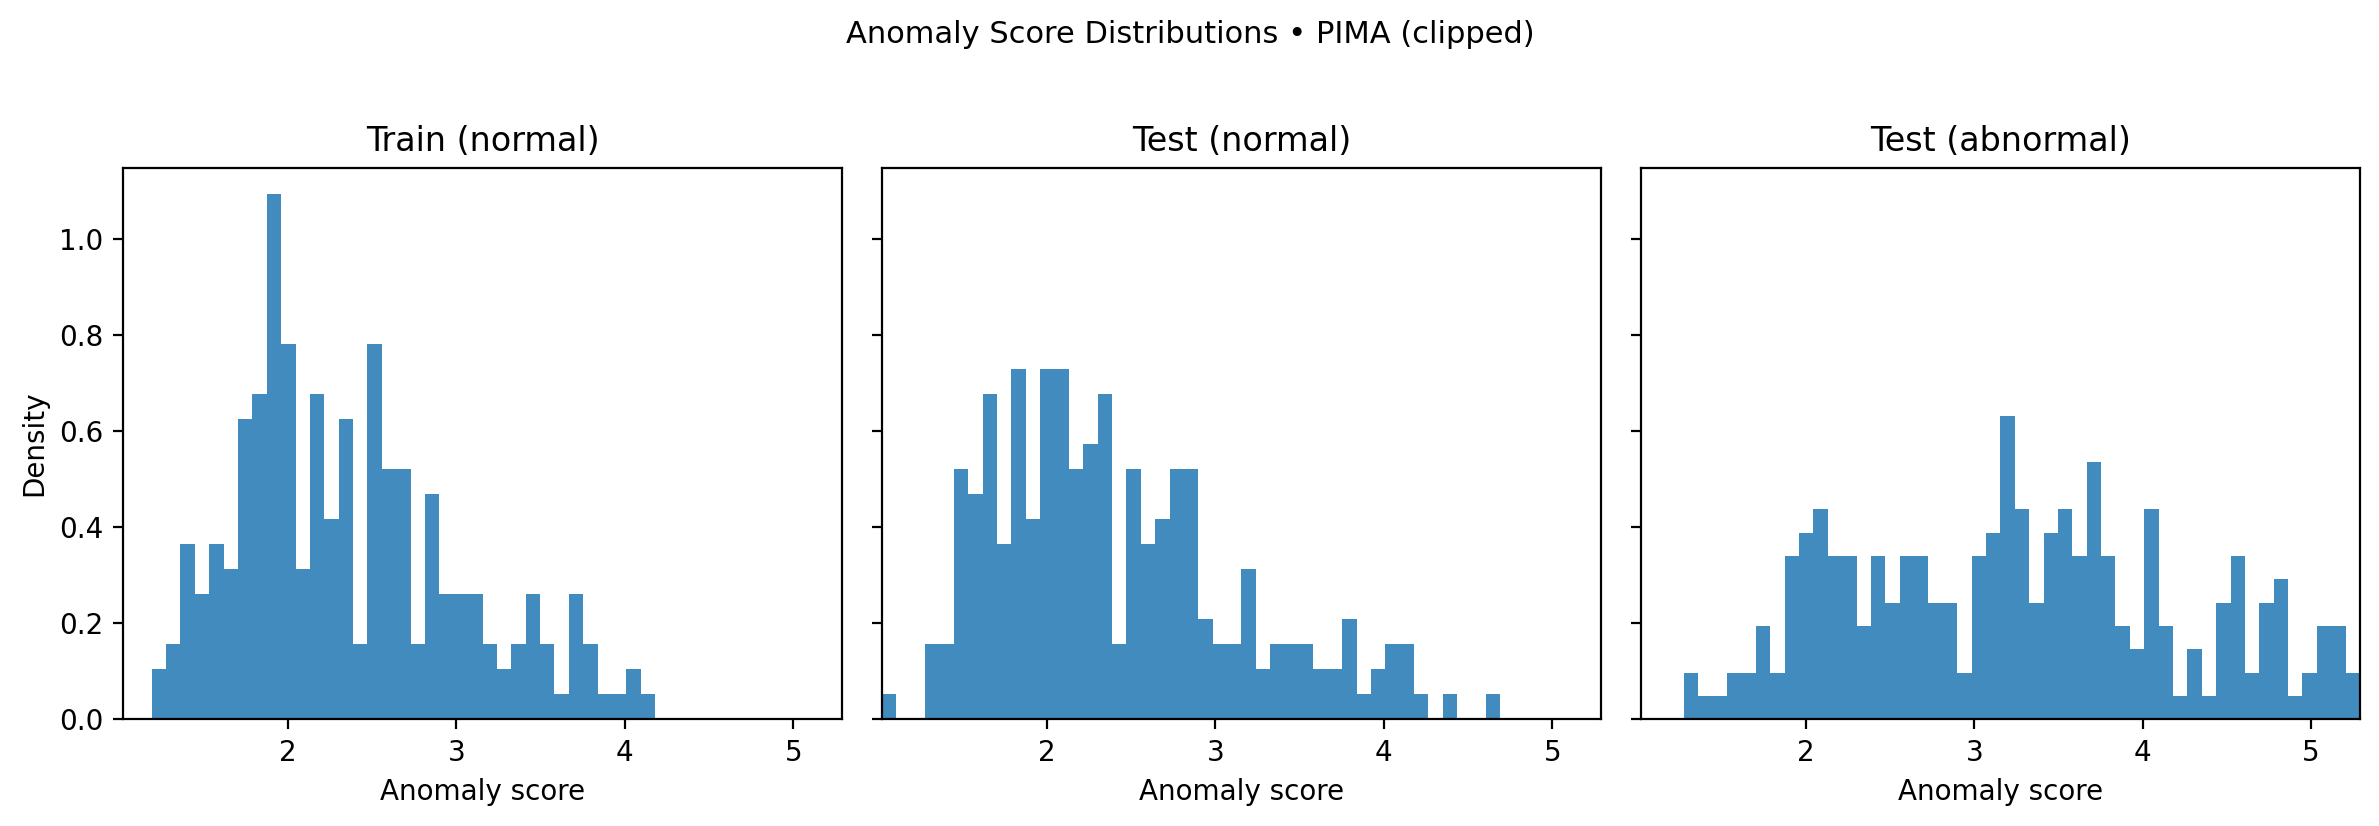 Anomaly Score Distributions • PIMA (clipped)
Train (normal)
Test (normal)
Test (abnormal)
Density
1.0
0.8
0.6
0.4
0.2
0.0
2 3 4 5
2 3 4 5
2 3 4 5
Anomaly score
Anomaly score
Anomaly score